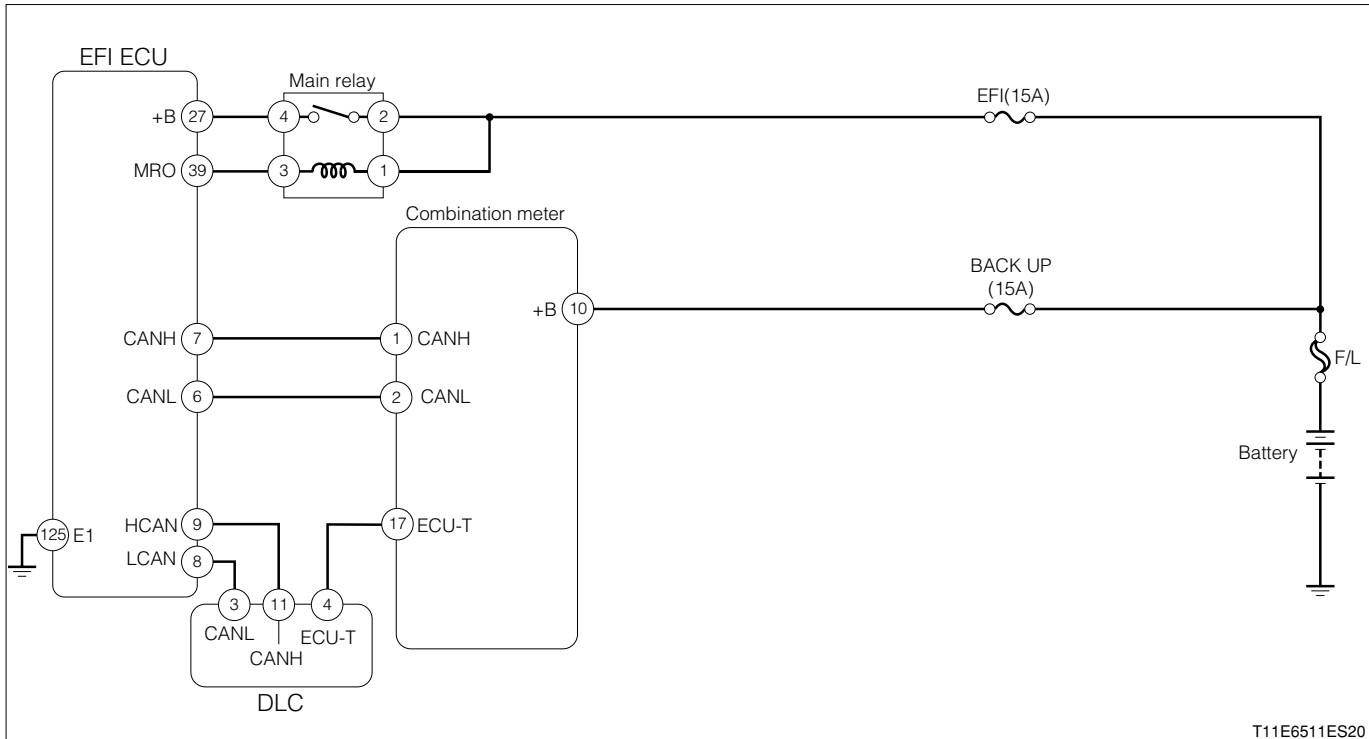 EFI ECU
Main relay
EFI(15A)
+B 27
4
2
MRO 39
3
1
Combination meter
BACK UP
(15A)
+B 10
CANH 7
1 CANH
F/L
CANL 6
2 CANL
Battery
125 E1
HCAN 9
17 ECU-T
LCAN 8
3
11
4
CANL
ECU-T
CANH
DLC
T11E6511ES20